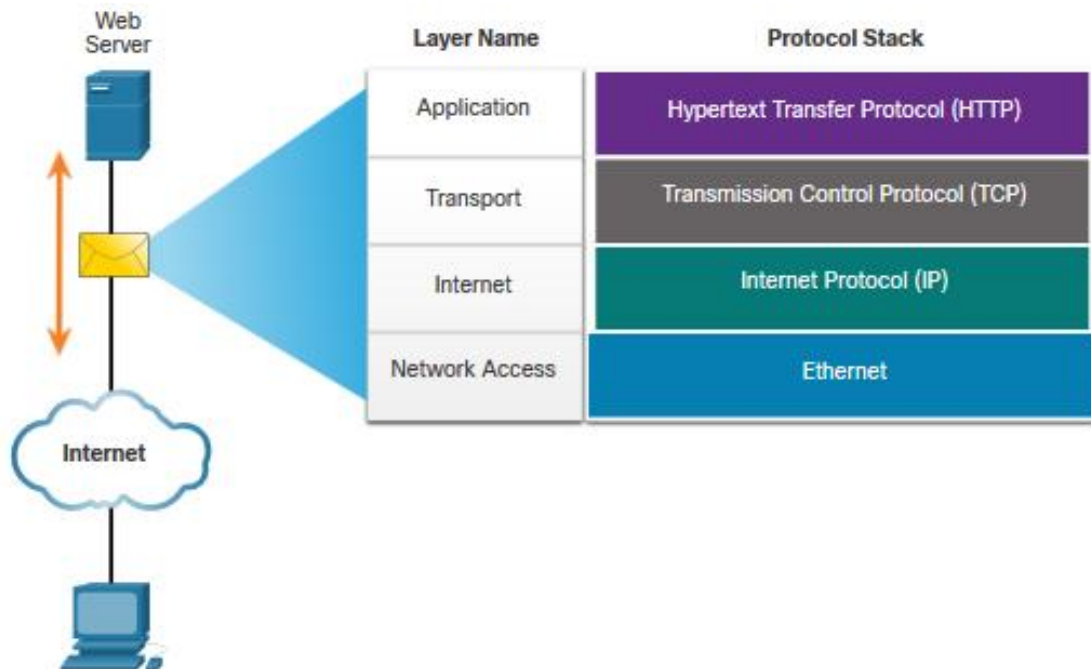 Web
Server
Layer Name
Protocol Stack
Application
Hypertext Transfer Protocol (HTTP)
Transport
Transmission Control Protocol (TCP)
Internet
Internet Protocol (IP)
Network Access
Ethernet
Internet